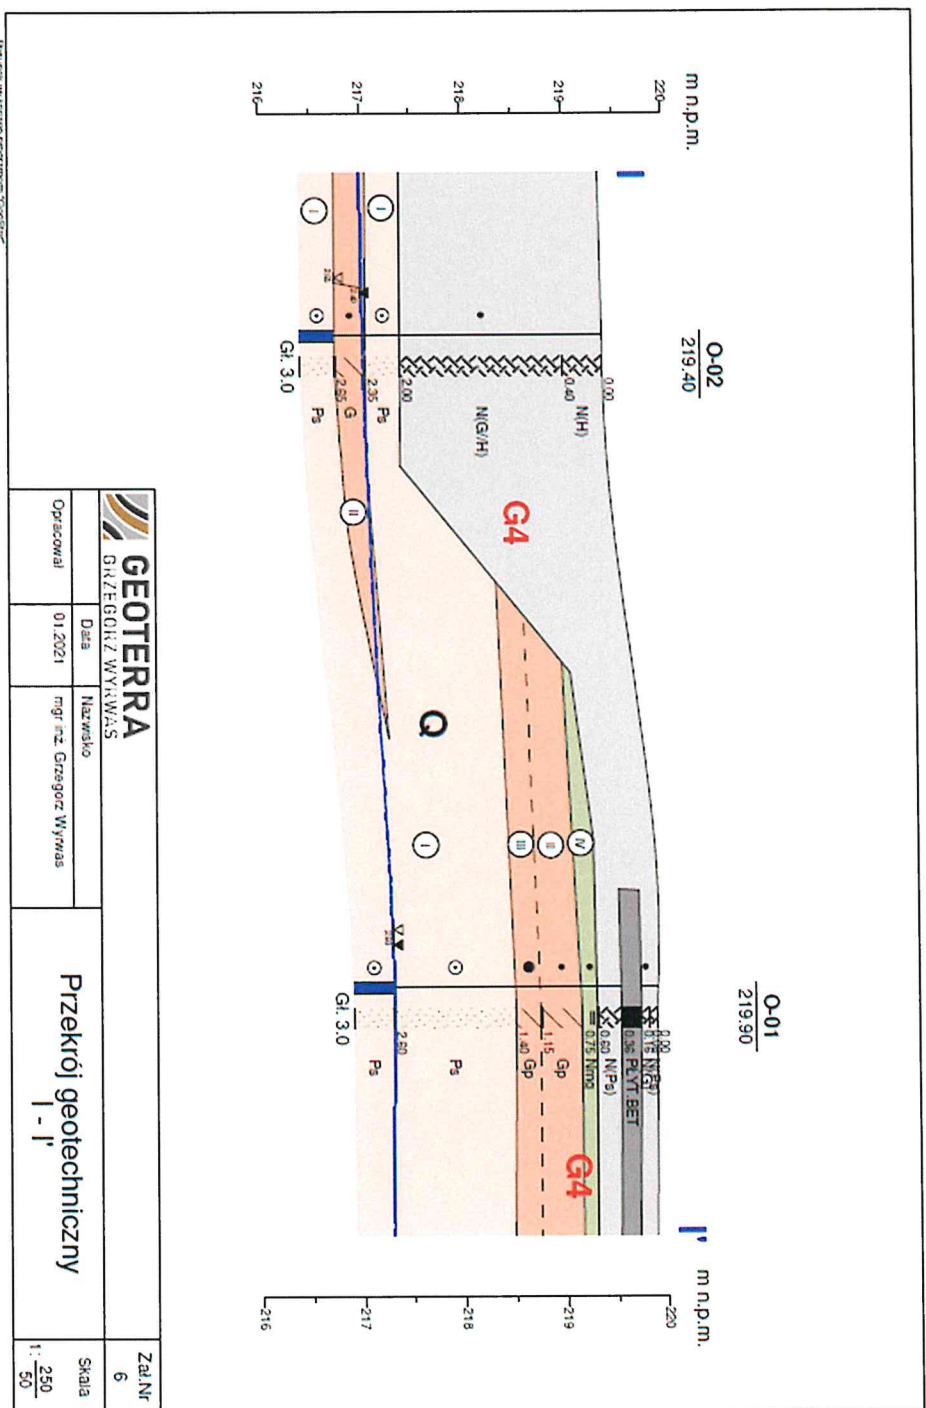 m n.p.m.
220
219
218
217
216
I
O-02
219.40
0.00
0.40
N(H)
N(G//H)
2.00
Ps
2.35
G
2.65
Ps
Gł. 3.0
I
I
II
G4
Q
I
III
II
IV
O-01
219.90
0.00
0.15
0.36
PŁYT.BET
0.60
N(Ps)
0.75
Nmg
Gp
1.15
Gp
1.40
Ps
2.60
Ps
Gł. 3.0
G4
I'
m n.p.m.
220
219
218
217
216
GEOTERRA
GRZEGORZ WYRWAS
Data
Nazwisko
Opracował
01.2021
mgr inż. Grzegorz Wyrwas
Przekrój geotechniczny
I - I'
Zał.Nr
6
Skala
1: 250
50